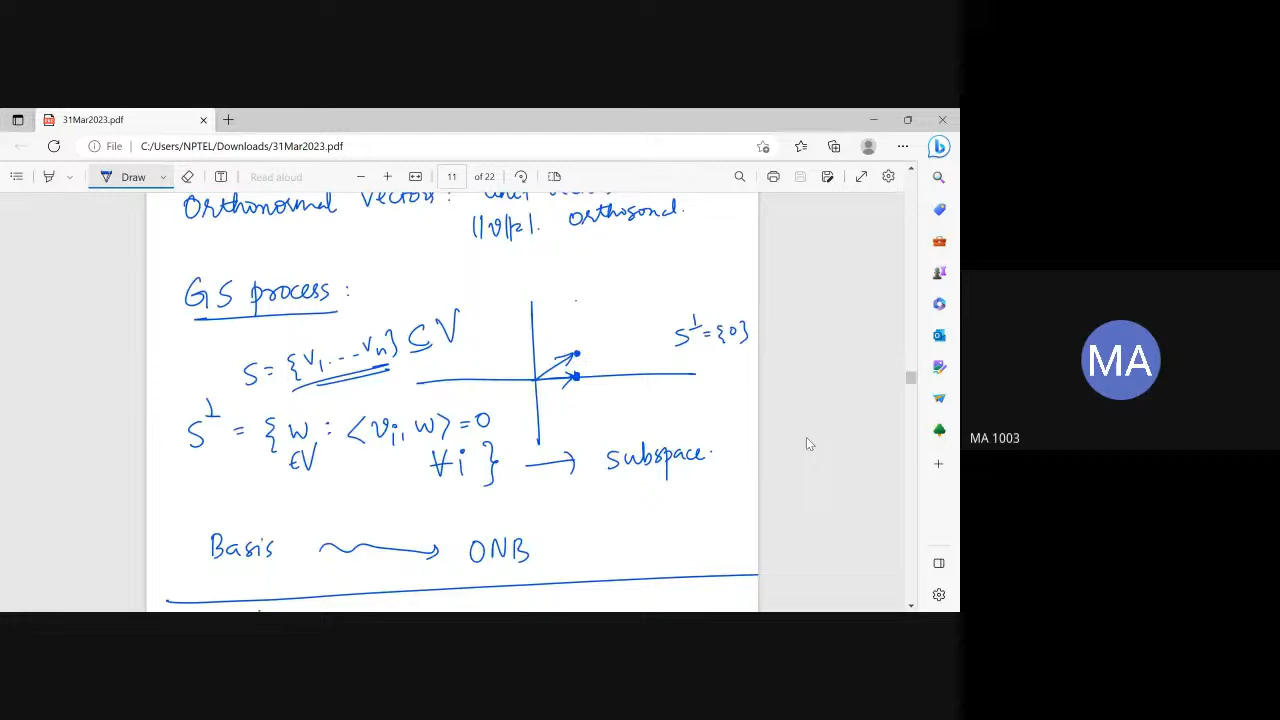 31Mar2023.pdf
File C:/Users/NPTEL/Downloads/31Mar2023.pdf
Draw Read aloud 11 of 22
Orthonormal Vectors :
||v||=1. Orthogonal.
GS process :
S = {v₁ ... vₙ} ⊆ V
S^⊥ = {0}
S^⊥ = { w : <vᵢ, w> = 0
∈V ∀i } → subspace.
Basis → ONB
MA
MA 1003